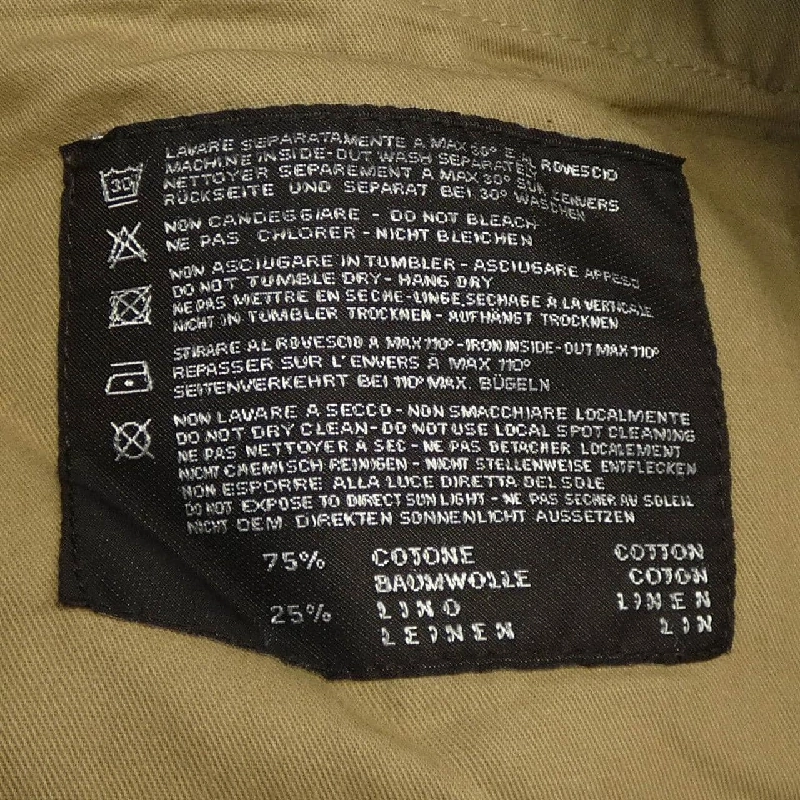 LAVARE SEPARATAMENTE A MAX 30° E AL ROVESCIO
MACHINE INSIDE-OUT WASH SEPARATELY
NETTOYER SEPAREMENT A MAX 30° SUR L'ENVERS
30
RÜCKSEITE UND SEPARAT BEI 30° WASCHEN
NON CANDEGGIARE - DO NOT BLEACH
NE PAS CHLORER - NICHT BLEICHEN
NON ASCIUGARE IN TUMBLER - ASCIUGARE APPESO
DO NOT TUMBLE DRY - HANG DRY
NE PAS METTRE EN SECHE-LINGE, SECHAGE À LA VERTICALE
NICHT IN TUMBLER TROCKNEN - AUFHÄNGT TROCKNEN
STIRARE AL ROVESCIO A MAX 110° - IRON INSIDE-OUT MAX 110°
REPASSER SUR L'ENVERS À MAX 110°
SEITENVERKEHRT BEI 110° MAX. BÜGELN
NON LAVARE A SECCO - NON SMACCHIARE LOCALMENTE
DO NOT DRY CLEAN - DO NOT USE LOCAL SPOT CLEANING
NE PAS NETTOYER À SEC - NE PAS DETACHER LOCALEMENT
NICHT CHEMISCH REINIGEN - NICHT STELLENWEISE ENTFLECKEN
NON ESPORRE ALLA LUCE DIRETTA DEL SOLE
DO NOT EXPOSE TO DIRECT SUN LIGHT - NE PAS SECHER AU SOLEIL
NICHT DEM DIREKTEN SONNENLICHT AUSSETZEN
75% COTONE COTTON
BAUMWOLLE COTON
25% LINO LINEN
LEINEN LIN